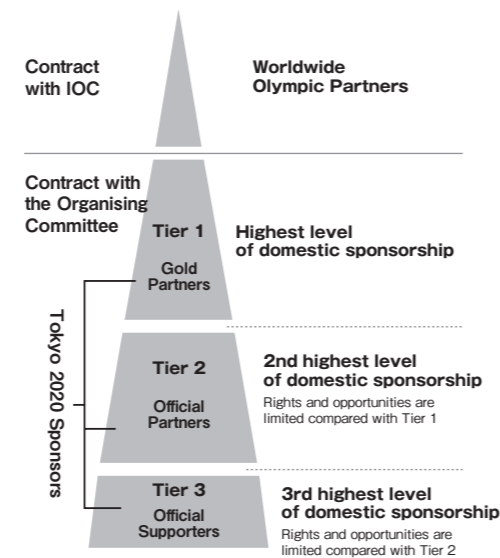 Contract
with IOC
Worldwide
Olympic Partners
Contract with
the Organising
Committee
Tier 1
Gold
Partners
Highest level
of domestic sponsorship
Tokyo 2020 Sponsors
Tier 2
Official
Partners
2nd highest level
of domestic sponsorship
Rights and opportunities are
limited compared with Tier 1
Tier 3
Official
Supporters
3rd highest level
of domestic sponsorship
Rights and opportunities are
limited compared with Tier 2